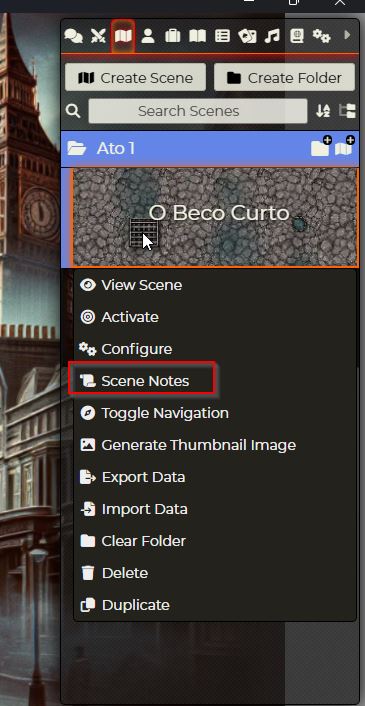 Create Scene
Create Folder
Search Scenes
Ato 1
O Beco Curto
View Scene
Activate
Configure
Scene Notes
Toggle Navigation
Generate Thumbnail Image
Export Data
Import Data
Clear Folder
Delete
Duplicate